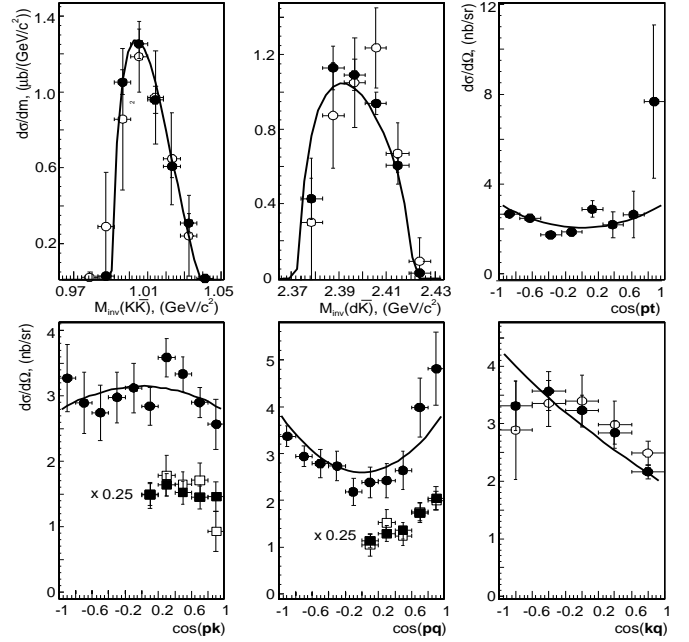 dσ/dm, (μb/(GeV/c²))
1.4
1.0
0.6
0.2
2
0.97
1.01
1.05
M_inv(KK̅), (GeV/c²)
1.2
0.8
0.4
0
2.37
2.39
2.41
2.43
M_inv(dK̅), (GeV/c²)
dσ/dΩ, (nb/sr)
12
9
6
3
0
-1 -0.6 -0.2 0.2 0.6 1
cos(pt)
dσ/dΩ, (nb/sr)
4
3
2
1
0
x 0.25
-1 -0.6 -0.2 0.2 0.6 1
cos(pk)
5
4
3
2
1
0
x 0.25
-1 -0.6 -0.2 0.2 0.6 1
cos(pq)
4
3
2
1
0
-1 -0.6 -0.2 0.2 0.6 1
cos(kq)